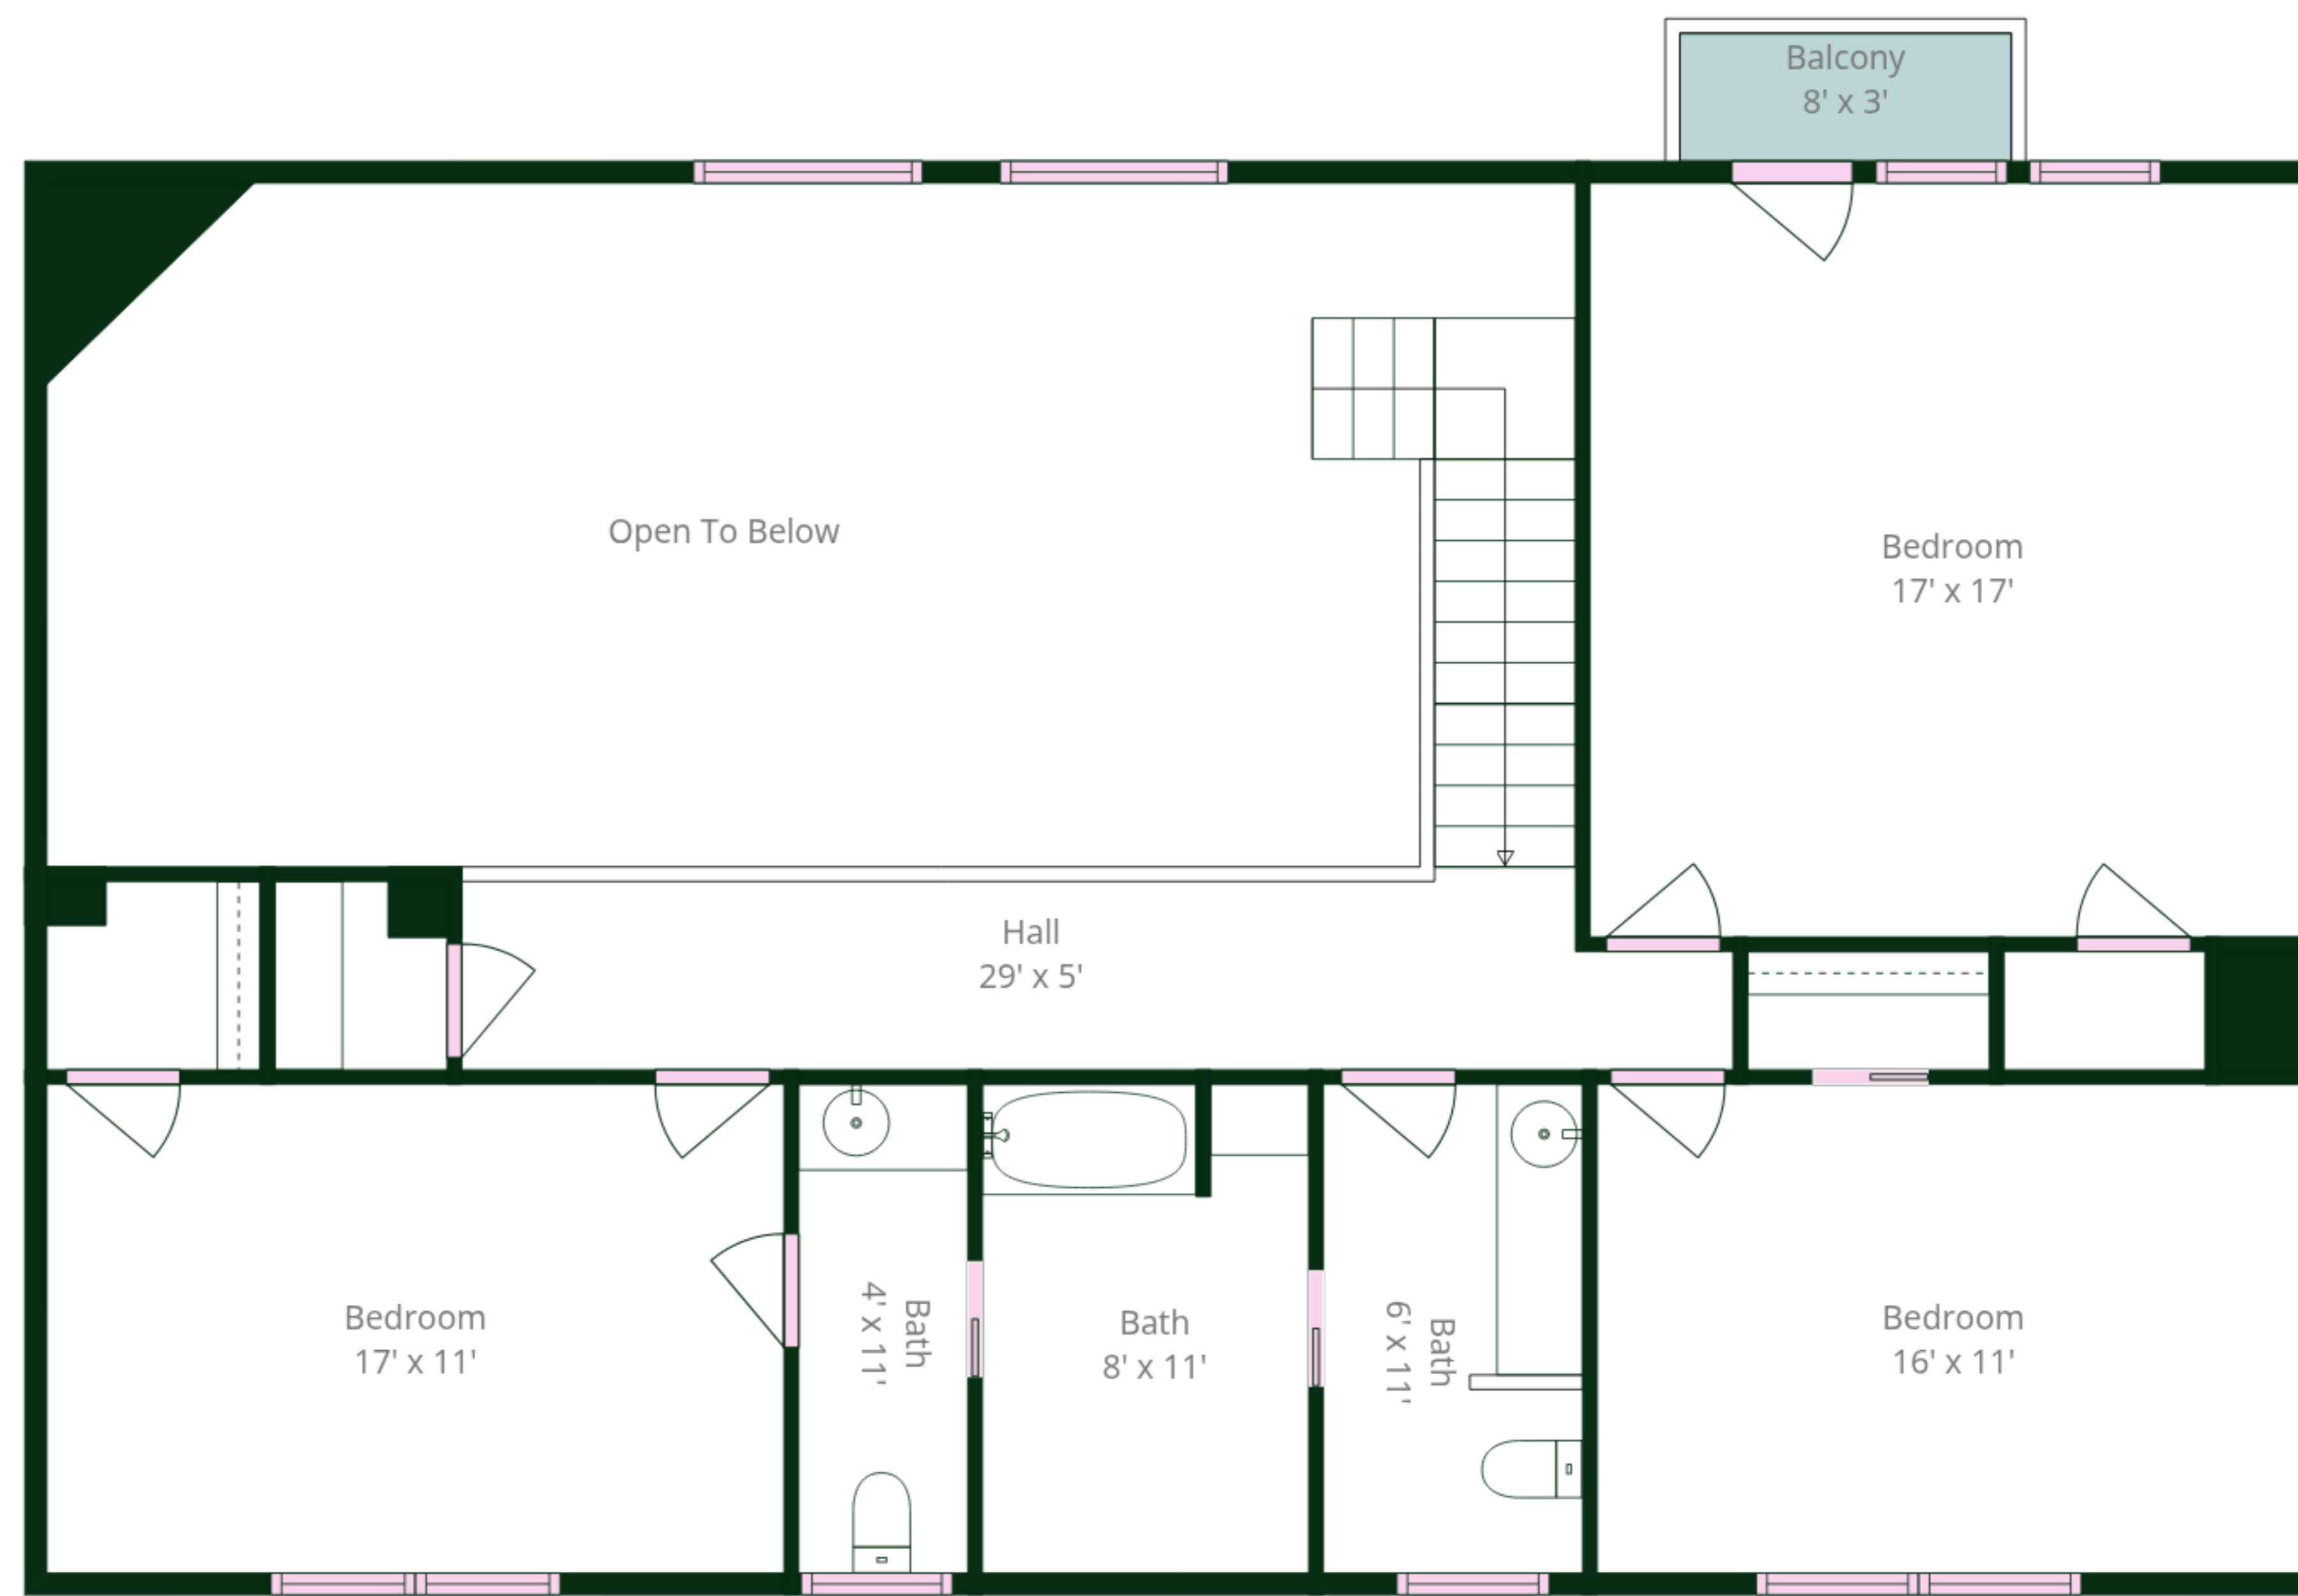 Balcony
8' x 3'
Open To Below
Bedroom
17' x 17'
Hall
29' x 5'
Bedroom
17' x 11'
Bath
4' x 11'
Bath
8' x 11'
Bath
6' x 11'
Bedroom
16' x 11'